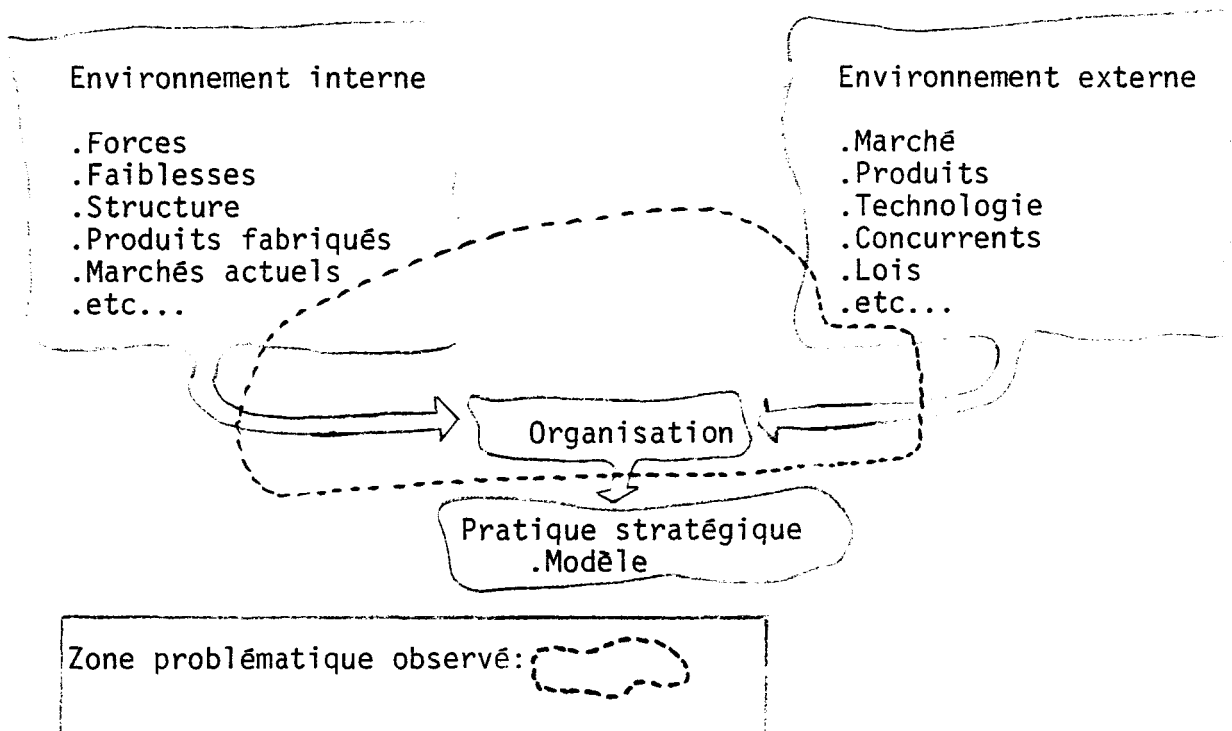 Environnement interne
.Forces
.Faiblesses
.Structure
.Produits fabriqués
.Marchés actuels
.etc...
Environnement externe
.Marché
.Produits
.Technologie
.Concurrents
.Lois
.etc...
Organisation
Pratique stratégique
.Modèle
Zone problématique observé: